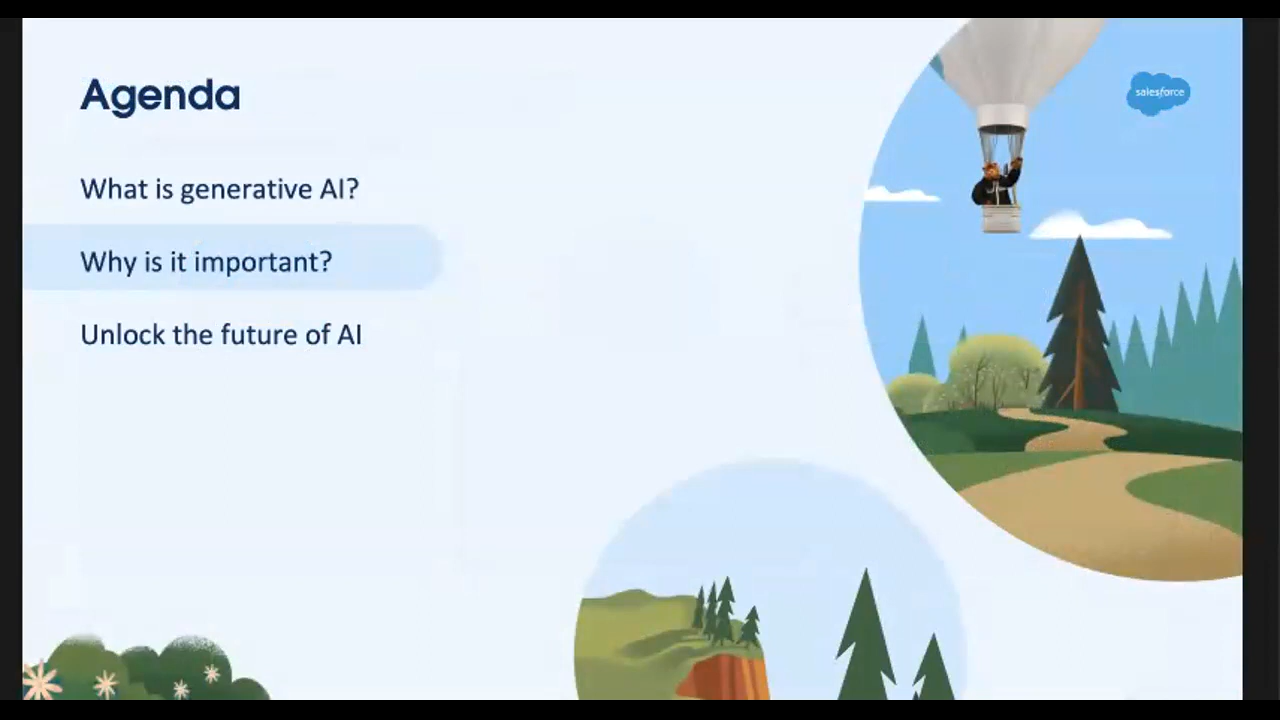 Agenda
salesforce
What is generative AI?
Why is it important?
Unlock the future of AI